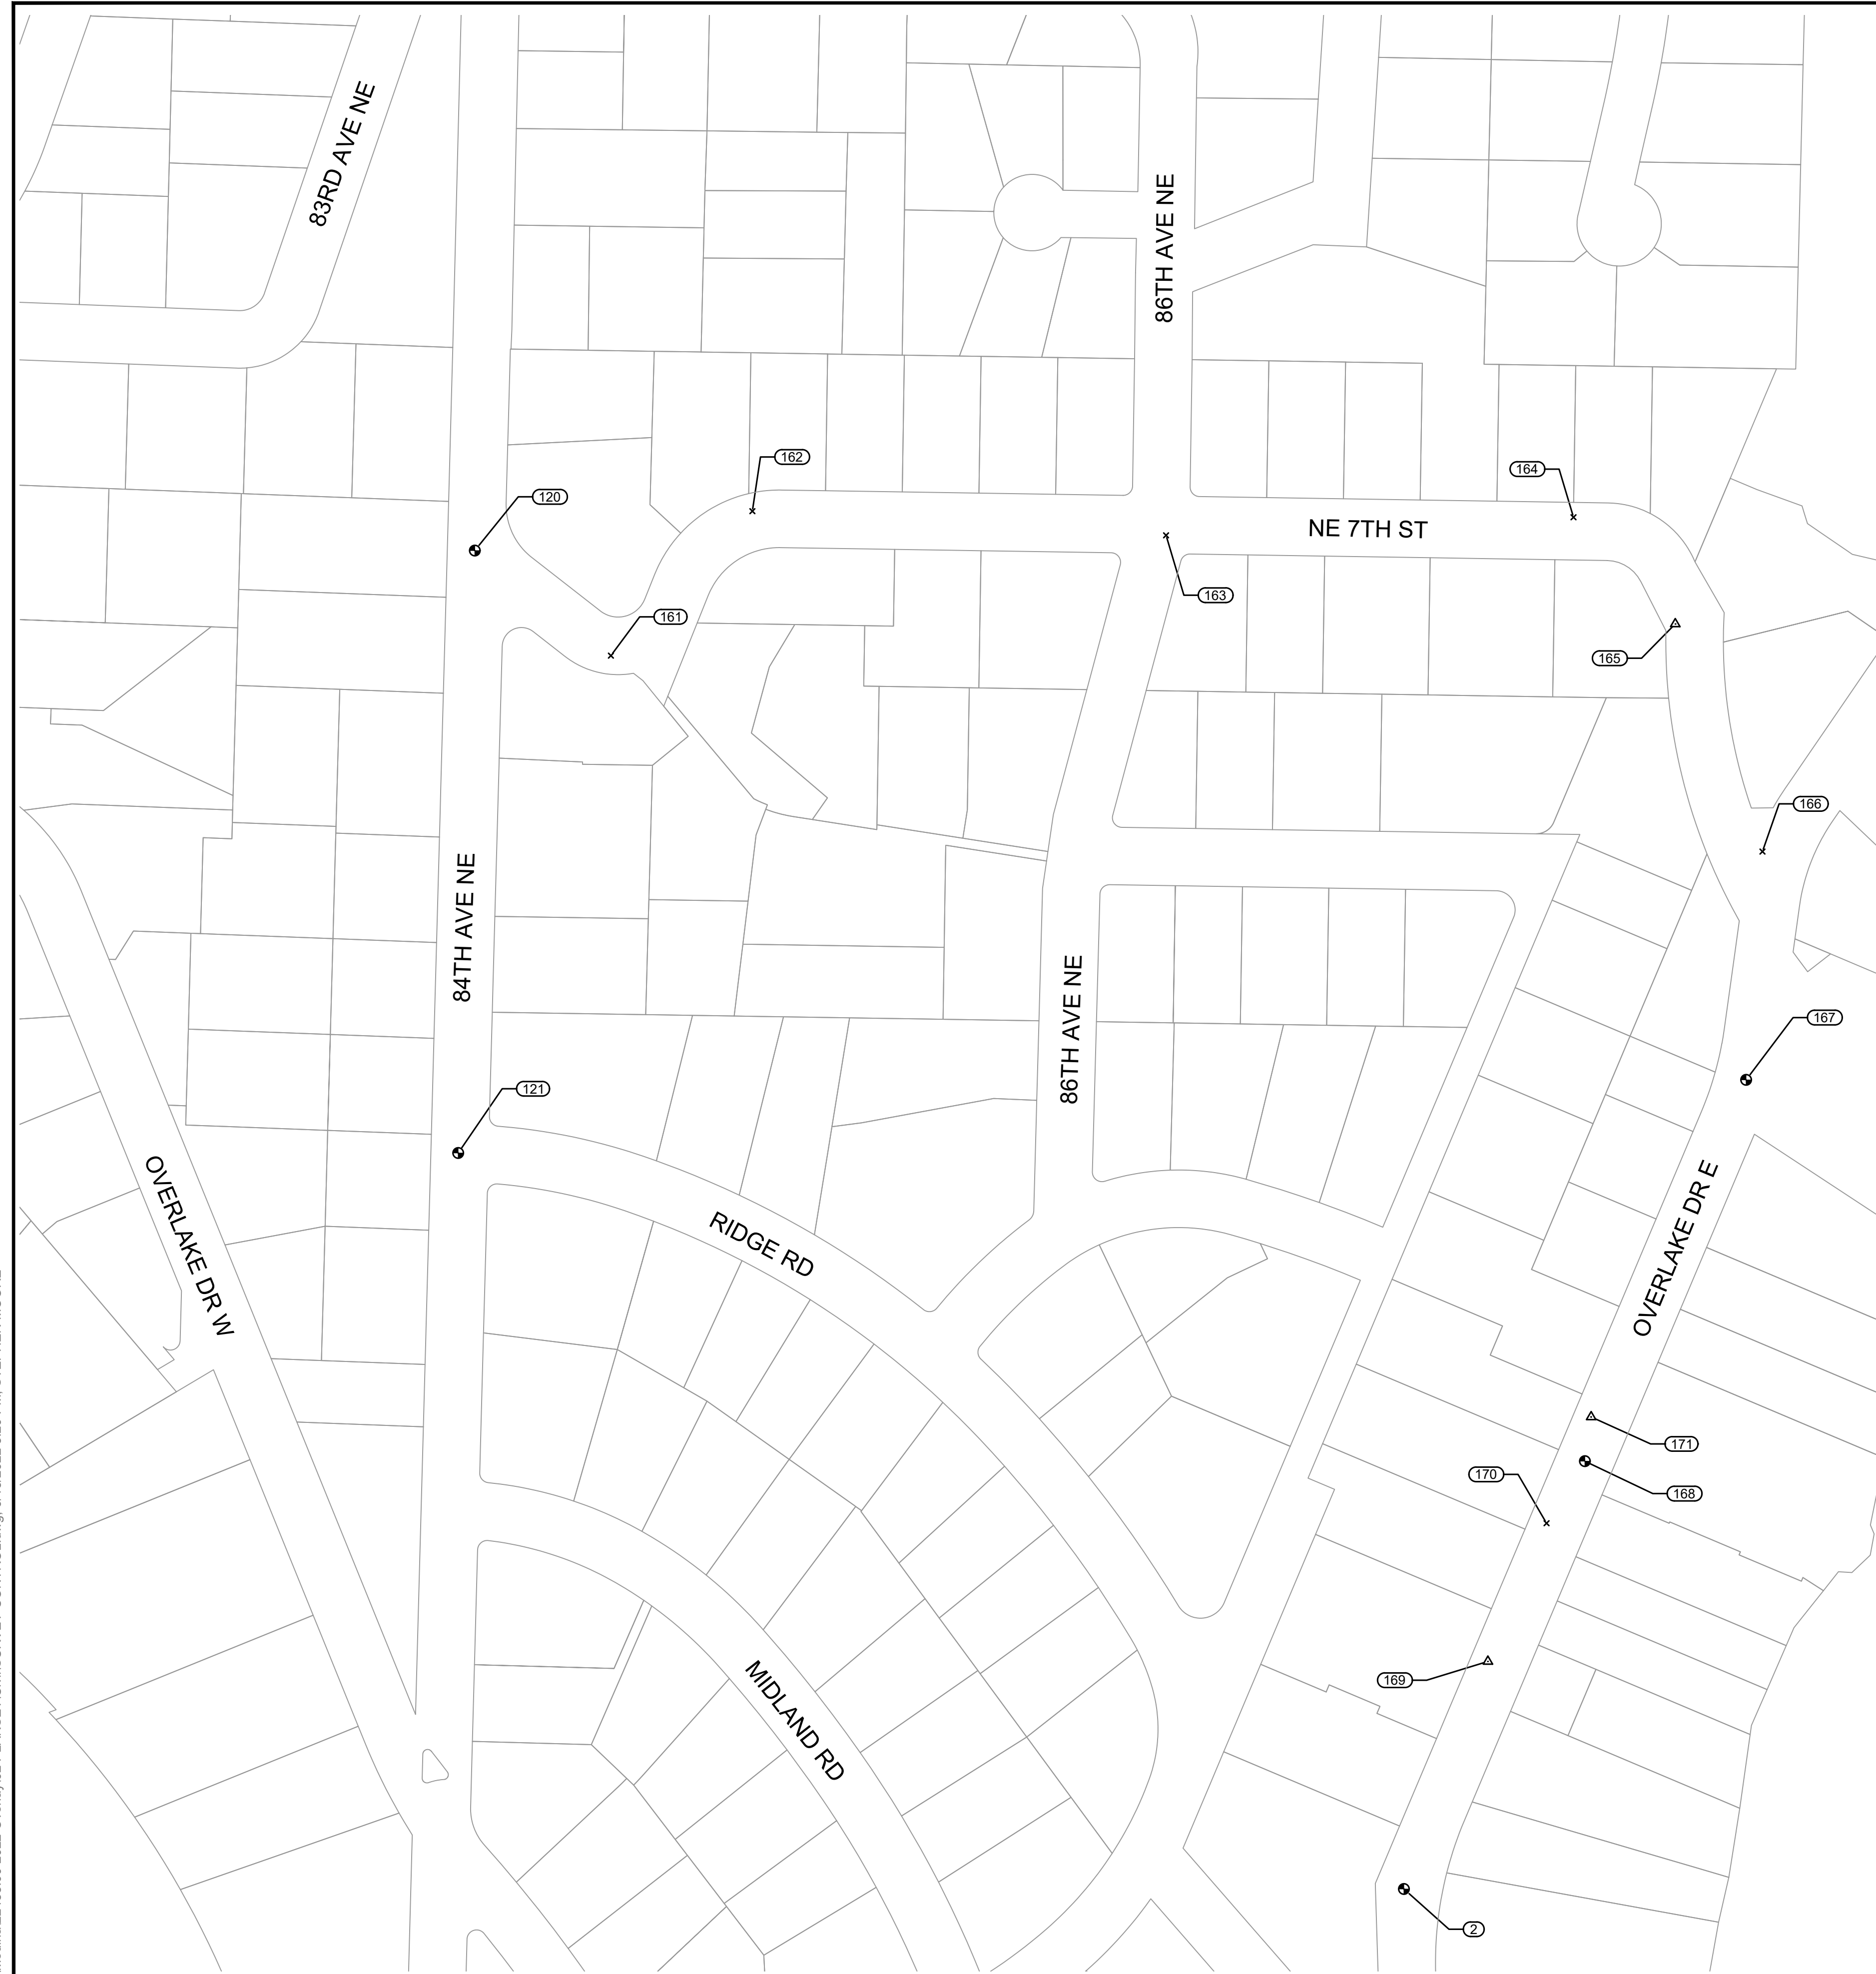 83RD AVE NE
86TH AVE NE
162
164
120
NE 7TH ST
163
161
165
166
84TH AVE NE
86TH AVE NE
167
121
OVERLAKE DR W
RIDGE RD
OVERLAKE DR E
171
170
168
169
MIDLAND RD
2